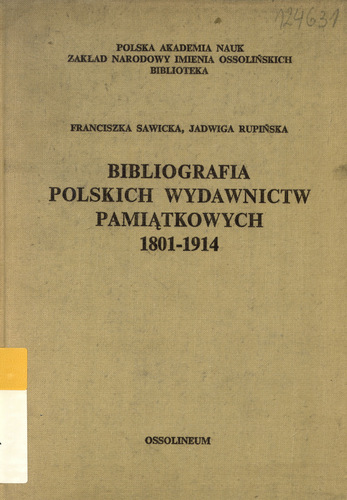 124631
POLSKA AKADEMIA NAUK
ZAKŁAD NARODOWY IMIENIA OSSOLIŃSKICH
BIBLIOTEKA
FRANCISZKA SAWICKA, JADWIGA RUPIŃSKA
BIBLIOGRAFIA
POLSKICH WYDAWNICTW
PAMIĄTKOWYCH
1801-1914
OSSOLINEUM